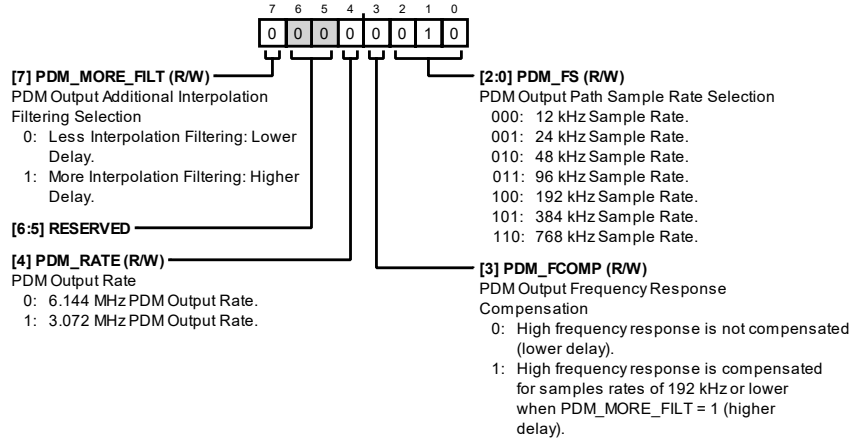 7 6 5 4 3 2 1 0
0 0 0 0 0 0 1 0
[7] PDM_MORE_FILT (R/W)
PDM Output Additional Interpolation
Filtering Selection
0: Less Interpolation Filtering: Lower
Delay.
1: More Interpolation Filtering: Higher
Delay.
[6:5] RESERVED
[4] PDM_RATE (R/W)
PDM Output Rate
0: 6.144 MHz PDM Output Rate.
1: 3.072 MHz PDM Output Rate.
[2:0] PDM_FS (R/W)
PDM Output Path Sample Rate Selection
000: 12 kHz Sample Rate.
001: 24 kHz Sample Rate.
010: 48 kHz Sample Rate.
011: 96 kHz Sample Rate.
100: 192 kHz Sample Rate.
101: 384 kHz Sample Rate.
110: 768 kHz Sample Rate.
[3] PDM_FCOMP (R/W)
PDM Output Frequency Response
Compensation
0: High frequency response is not compensated
(lower delay).
1: High frequency response is compensated
for samples rates of 192 kHz or lower
when PDM_MORE_FILT = 1 (higher
delay).